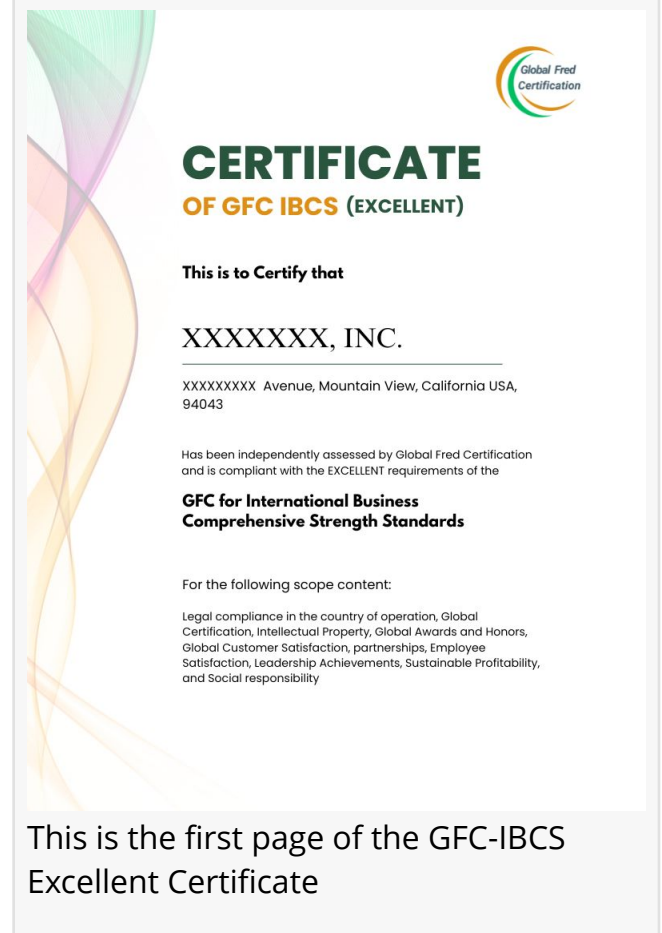 Global Fred
Certification
CERTIFICATE
OF GFC IBCS (EXCELLENT)
This is to Certify that
XXXXXXX, INC.
XXXXXXXXX Avenue, Mountain View, California USA,
94043
Has been independently assessed by Global Fred Certification
and is compliant with the EXCELLENT requirements of the
GFC for International Business
Comprehensive Strength Standards
For the following scope content:
Legal compliance in the country of operation, Global
Certification, Intellectual Property, Global Awards and Honors,
Global Customer Satisfaction, partnerships, Employee
Satisfaction, Leadership Achievements, Sustainable Profitability,
and Social responsibility
This is the first page of the GFC-IBCS
Excellent Certificate